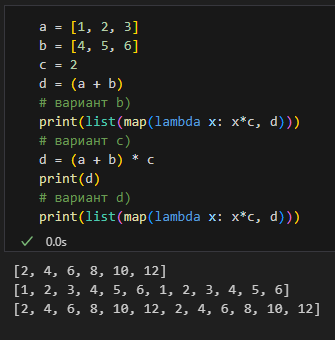 a = [1, 2, 3]
b = [4, 5, 6]
c = 2
d = (a + b)
# вариант b)
print(list(map(lambda x: x*c, d)))
# вариант c)
d = (a + b) * c
print(d)
# вариант d)
print(list(map(lambda x: x*c, d)))
0.0s
[2, 4, 6, 8, 10, 12]
[1, 2, 3, 4, 5, 6, 1, 2, 3, 4, 5, 6]
[2, 4, 6, 8, 10, 12, 2, 4, 6, 8, 10, 12]